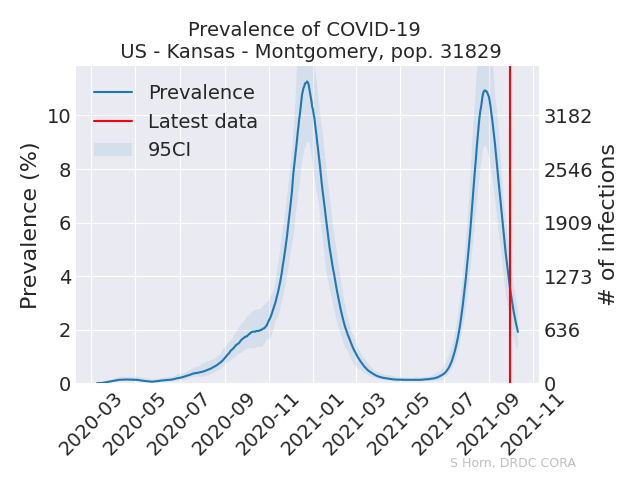 Prevalence of COVID-19
US - Kansas - Montgomery, pop. 31829
Prevalence
Latest data
95CI
Prevalence (%)
10
8
6
4
2
0
3182
2546
1909
1273
636
0
# of infections
2020-03
2020-05
2020-07
2020-09
2020-11
2021-01
2021-03
2021-05
2021-07
2021-09
2021-11
S Horn, DRDC CORA